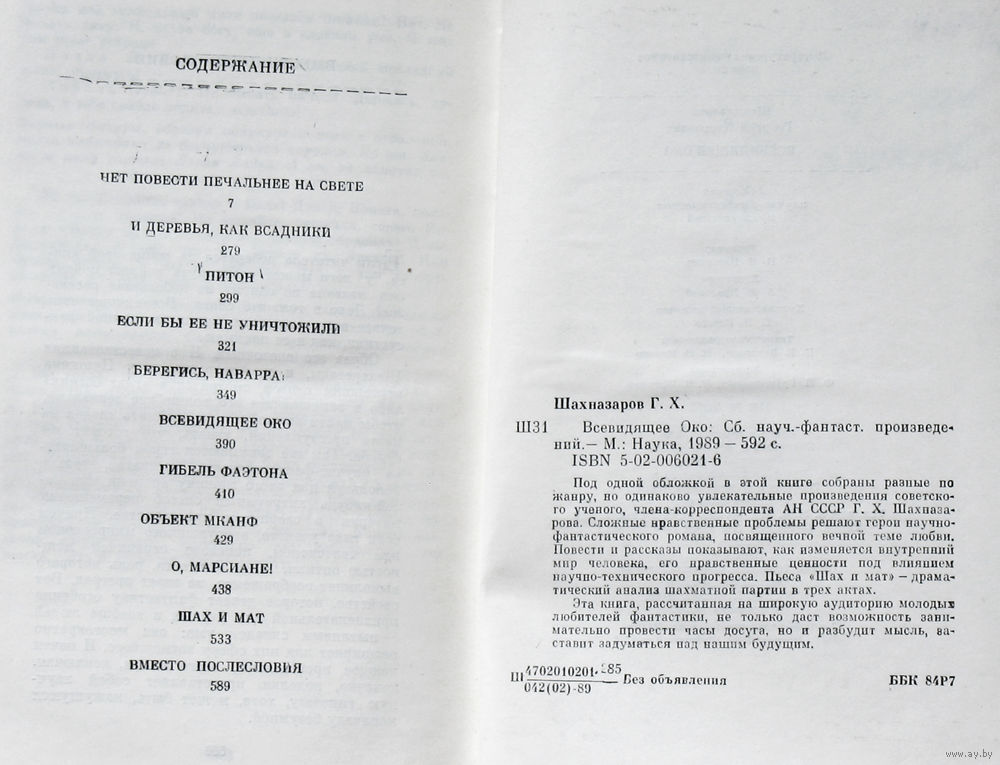 СОДЕРЖАНИЕ
НЕТ ПОВЕСТИ ПЕЧАЛЬНЕЕ НА СВЕТЕ
7
И ДЕРЕВЬЯ, КАК ВСАДНИКИ
279
ПИТОН
299
ЕСЛИ БЫ ЕЕ НЕ УНИЧТОЖИЛИ
321
БЕРЕГИСЬ, НАВАРРА!
349
ВСЕВИДЯЩЕЕ ОКО
390
ГИБЕЛЬ ФАЭТОНА
410
ОБЪЕКТ МКАНФ
429
О, МАРСИАНЕ!
438
ШАХ И МАТ
533
ВМЕСТО ПОСЛЕСЛОВИЯ
589
Шахназаров Г. Х.
Ш31 Всевидящее Око: Сб. науч.-фантаст. произведе-
ний.— М.: Наука, 1989 — 592 с.
ISBN 5-02-006021-6
Под одной обложкой в этой книге собраны разные по
жанру, но одинаково увлекательные произведения советско-
го ученого, члена-корреспондента АН СССР Г. Х. Шахназа-
рова. Сложные нравственные проблемы решают герои научно-
фантастического романа, посвященного вечной теме любви.
Повести и рассказы показывают, как изменяется внутренний
мир человека, его нравственные ценности под влиянием
научно-технического прогресса. Пьеса «Шах и мат» — драма-
тический анализ шахматной партии в трех актах.
Эта книга, рассчитанная на широкую аудиторию молодых
любителей фантастики, не только даст возможность зани-
мательно провести часы досуга, но и разбудит мысль, за-
ставит задуматься над нашим будущим.
Ш 4702010201-285
042(02)-89
Без объявления
ББК 84Р7
www.ay.by